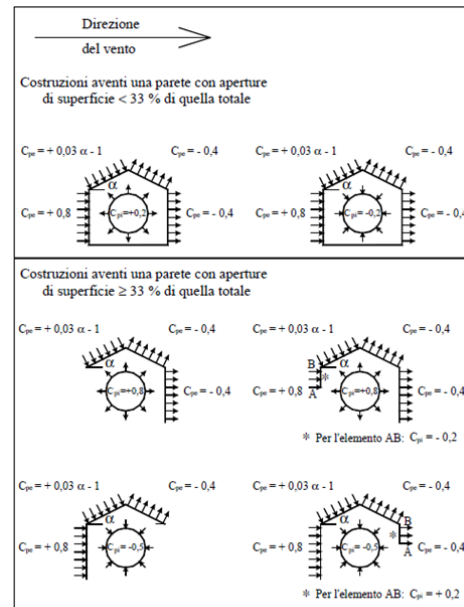 Direzione
del vento
Costruzioni aventi una parete con aperture
di superficie < 33 % di quella totale
Cpe = + 0,03 α - 1 Cpe = - 0,4 Cpe = + 0,03 α - 1 Cpe = - 0,4
α α
Cpe = + 0,8 Cpi=+0,2 Cpe = - 0,4 Cpe = + 0,8 Cpi= -0,2 Cpe = - 0,4
Costruzioni aventi una parete con aperture
di superficie ≥ 33 % di quella totale
Cpe = + 0,03 α - 1 Cpe = - 0,4 Cpe = + 0,03 α - 1 Cpe = - 0,4
α B α
*
Cpe = + 0,8 Cpi=+0,8 Cpe = - 0,4 Cpe = + 0,8 A Cpi=+0,8 Cpe = - 0,4
* Per l'elemento AB: Cpi = - 0,2
Cpe = + 0,03 α - 1 Cpe = - 0,4 Cpe = + 0,03 α - 1 Cpe = - 0,4
α α B
*
Cpe = + 0,8 Cpi= -0,5 Cpe = + 0,8 Cpi= -0,5 A Cpe = - 0,4
* Per l'elemento AB: Cpi = + 0,2